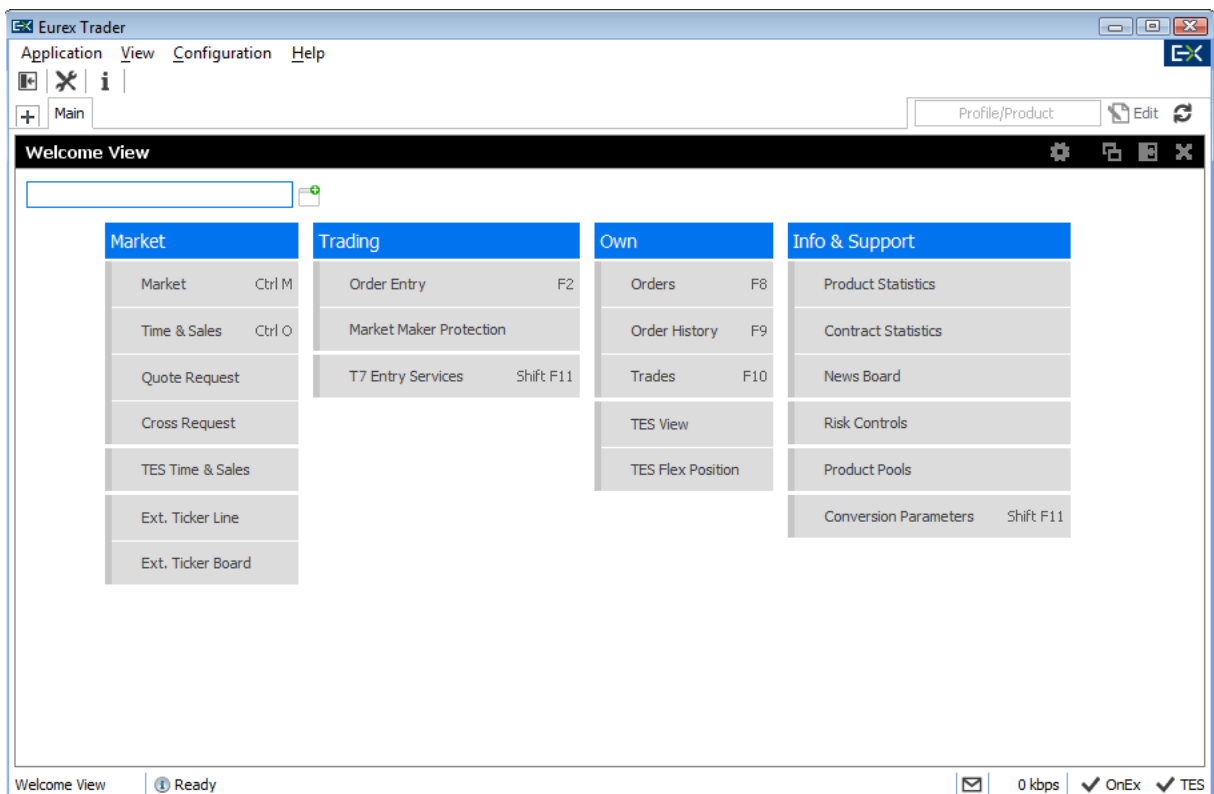 EX Eurex Trader
Application View Configuration Help
EX
i
+ Main Profile/Product Edit
Welcome View
Market Trading Own Info & Support
Market Ctrl M Order Entry F2 Orders F8 Product Statistics
Time & Sales Ctrl O Market Maker Protection Order History F9 Contract Statistics
Quote Request T7 Entry Services Shift F11 Trades F10 News Board
Cross Request TES View Risk Controls
TES Time & Sales TES Flex Position Product Pools
Ext. Ticker Line Conversion Parameters Shift F11
Ext. Ticker Board
Welcome View Ready 0 kbps OnEx TES